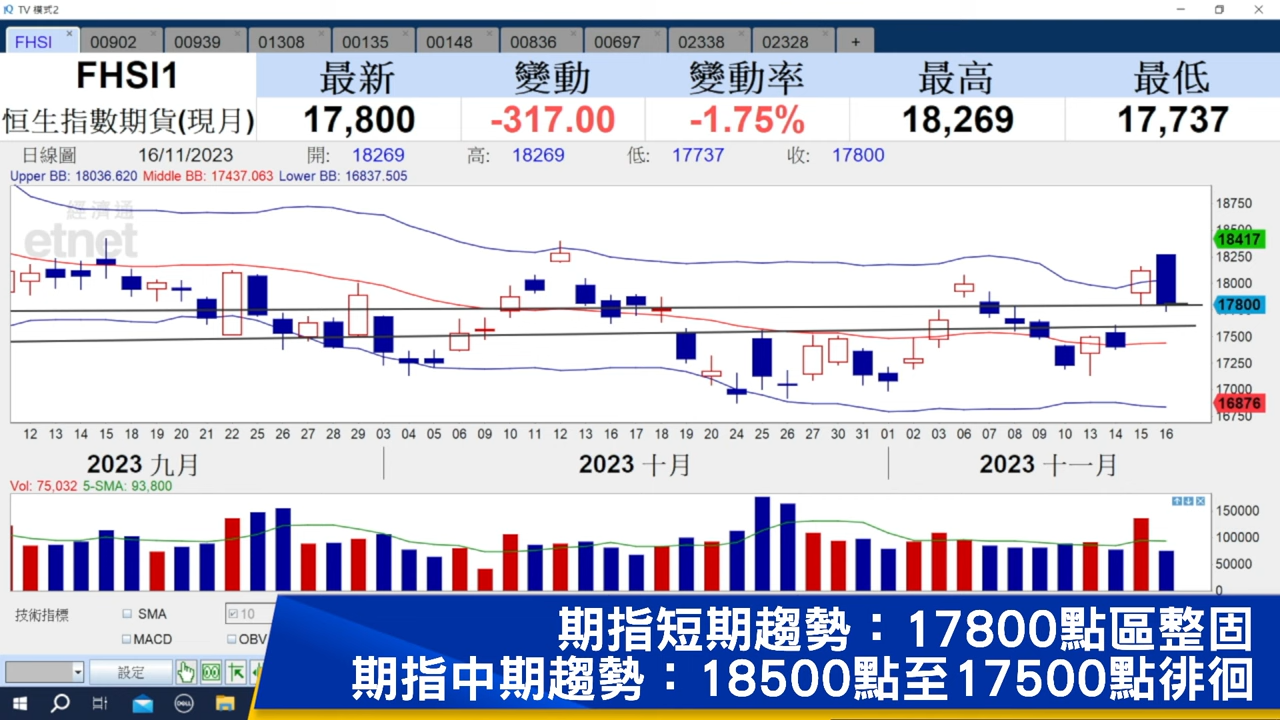 TV 模式2
FHSI 00902 00939 01308 00135 00148 00836 00697 02338 02328 +
FHSI1 最新 變動 變動率 最高 最低
恒生指數期貨(現月) 17,800 -317.00 -1.75% 18,269 17,737
日線圖 16/11/2023 開: 18269 高: 18269 低: 17737 收: 17800
Upper BB: 18036.620 Middle BB: 17437.063 Lower BB: 16837.505
經濟通
etnet
18750
18500
18417
18250
18000
17800
17500
17250
17000
16876
16750
12 13 14 15 18 19 20 21 22 25 26 27 28 29 03 04 05 06 09 10 11 12 13 16 17 18 19 20 24 25 26 27 30 31 01 02 03 06 07 08 09 10 13 14 15 16
2023 九月 2023 十月 2023 十一月
Vol: 75,032 5-SMA: 93,800
150000
100000
50000
0
技術指標 SMA 10
MACD OBV
設定
期指短期趨勢：17800點區整固
期指中期趨勢：18500點至17500點徘徊
DELL